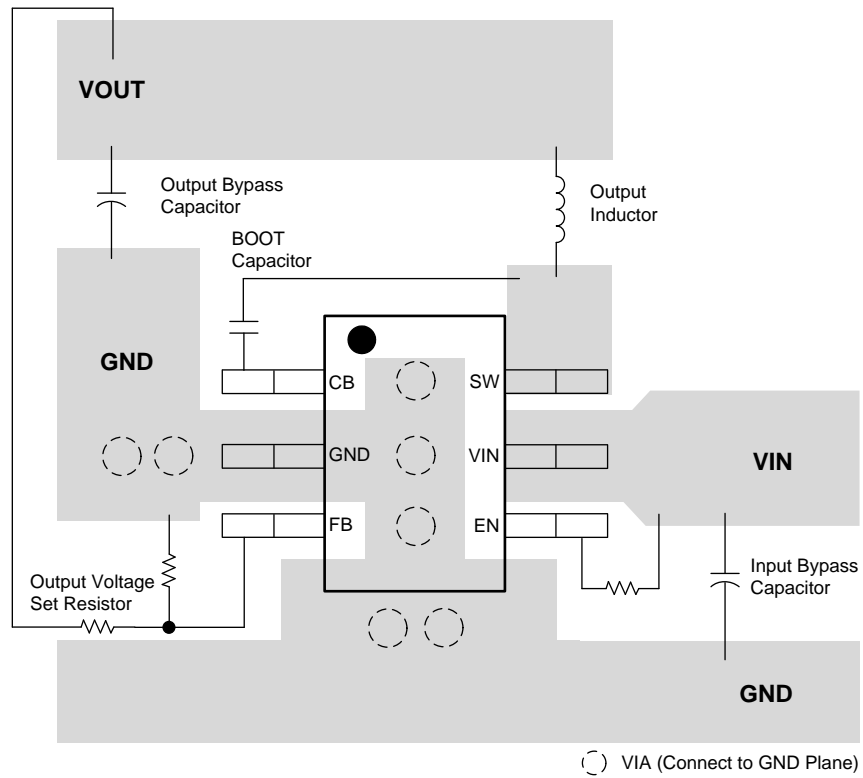 VOUT
Output Bypass
Capacitor
Output
Inductor
BOOT
Capacitor
GND
CB
SW
GND
VIN
VIN
FB
EN
Output Voltage
Set Resistor
Input Bypass
Capacitor
GND
VIA (Connect to GND Plane)